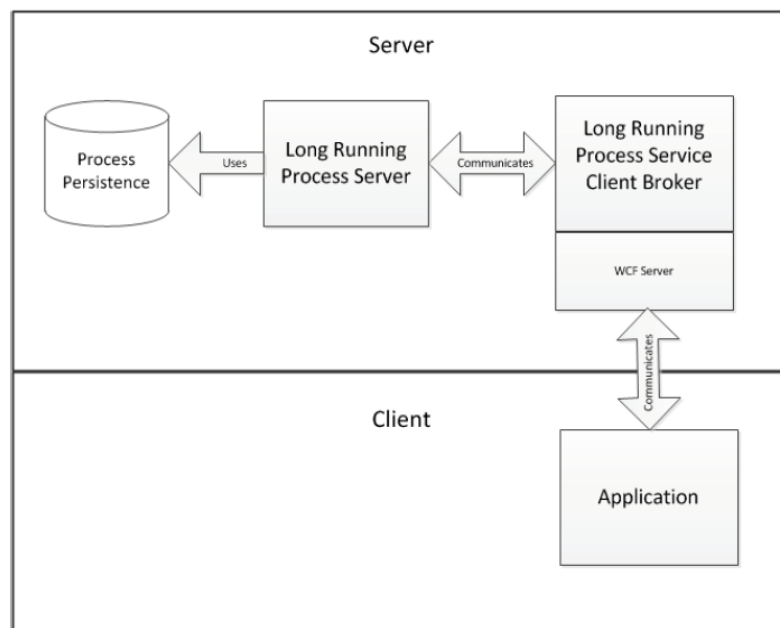 Server
Process
Persistence
Uses
Long Running
Process Server
Communicates
Long Running
Process Service
Client Broker
WCF Server
Communicates
Client
Application